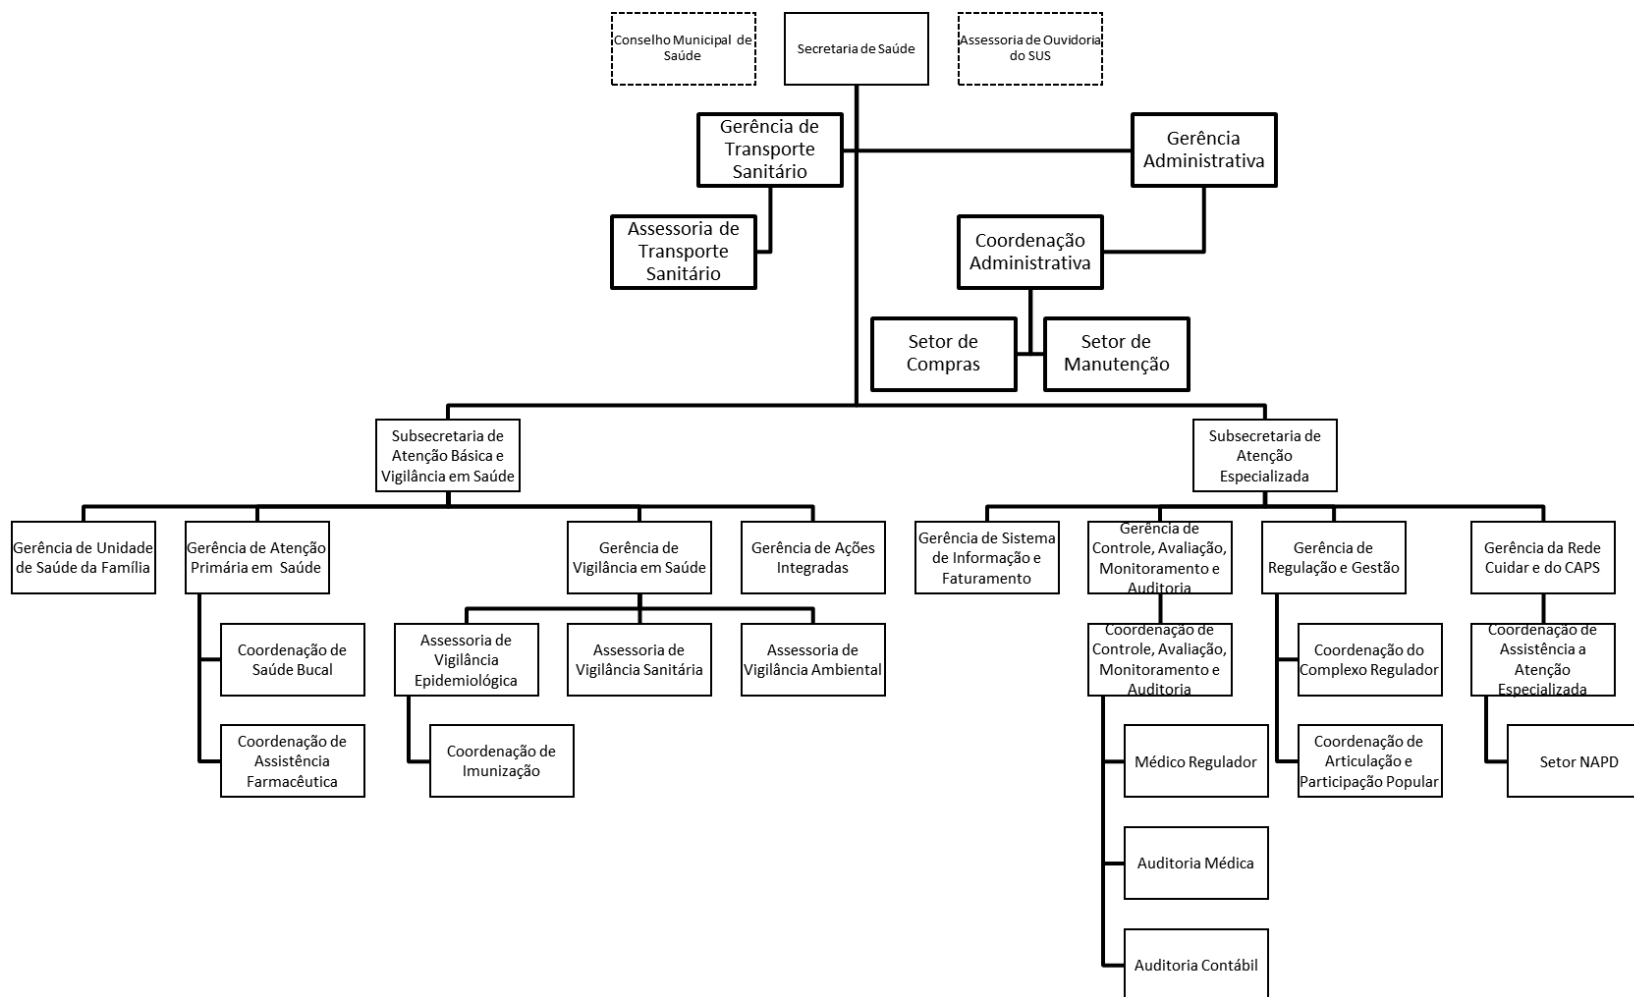 Conselho Municipal de
Saúde
Secretaria de Saúde
Assessoria de Ouvidoria
do SUS
Gerência de
Transporte
Sanitário
Gerência
Administrativa
Assessoria de
Transporte
Sanitário
Coordenação
Administrativa
Setor de
Compras
Setor de
Manutenção
Subsecretaria de
Atenção Básica e
Vigilância em Saúde
Subsecretaria de
Atenção
Especializada
Gerência de Unidade
de Saúde da Família
Gerência de Atenção
Primária em Saúde
Gerência de
Vigilância em Saúde
Gerência de Ações
Integradas
Gerência de Sistema
de Informação e
Faturamento
Gerência de
Controle, Avaliação,
Monitoramento e
Auditoria
Gerência de
Regulação e Gestão
Gerência da Rede
Cuidar e do CAPS
Coordenação de
Saúde Bucal
Assessoria de
Vigilância
Epidemiológica
Assessoria de
Vigilância Sanitária
Assessoria de
Vigilância Ambiental
Coordenação de
Controle, Avaliação,
Monitoramento e
Auditoria
Coordenação do
Complexo Regulador
Coordenação de
Assistência a
Atenção
Especializada
Coordenação de
Assistência
Farmacêutica
Coordenação de
Imunização
Médico Regulador
Coordenação de
Articulação e
Participação Popular
Setor NAPD
Auditoria Médica
Auditoria Contábil